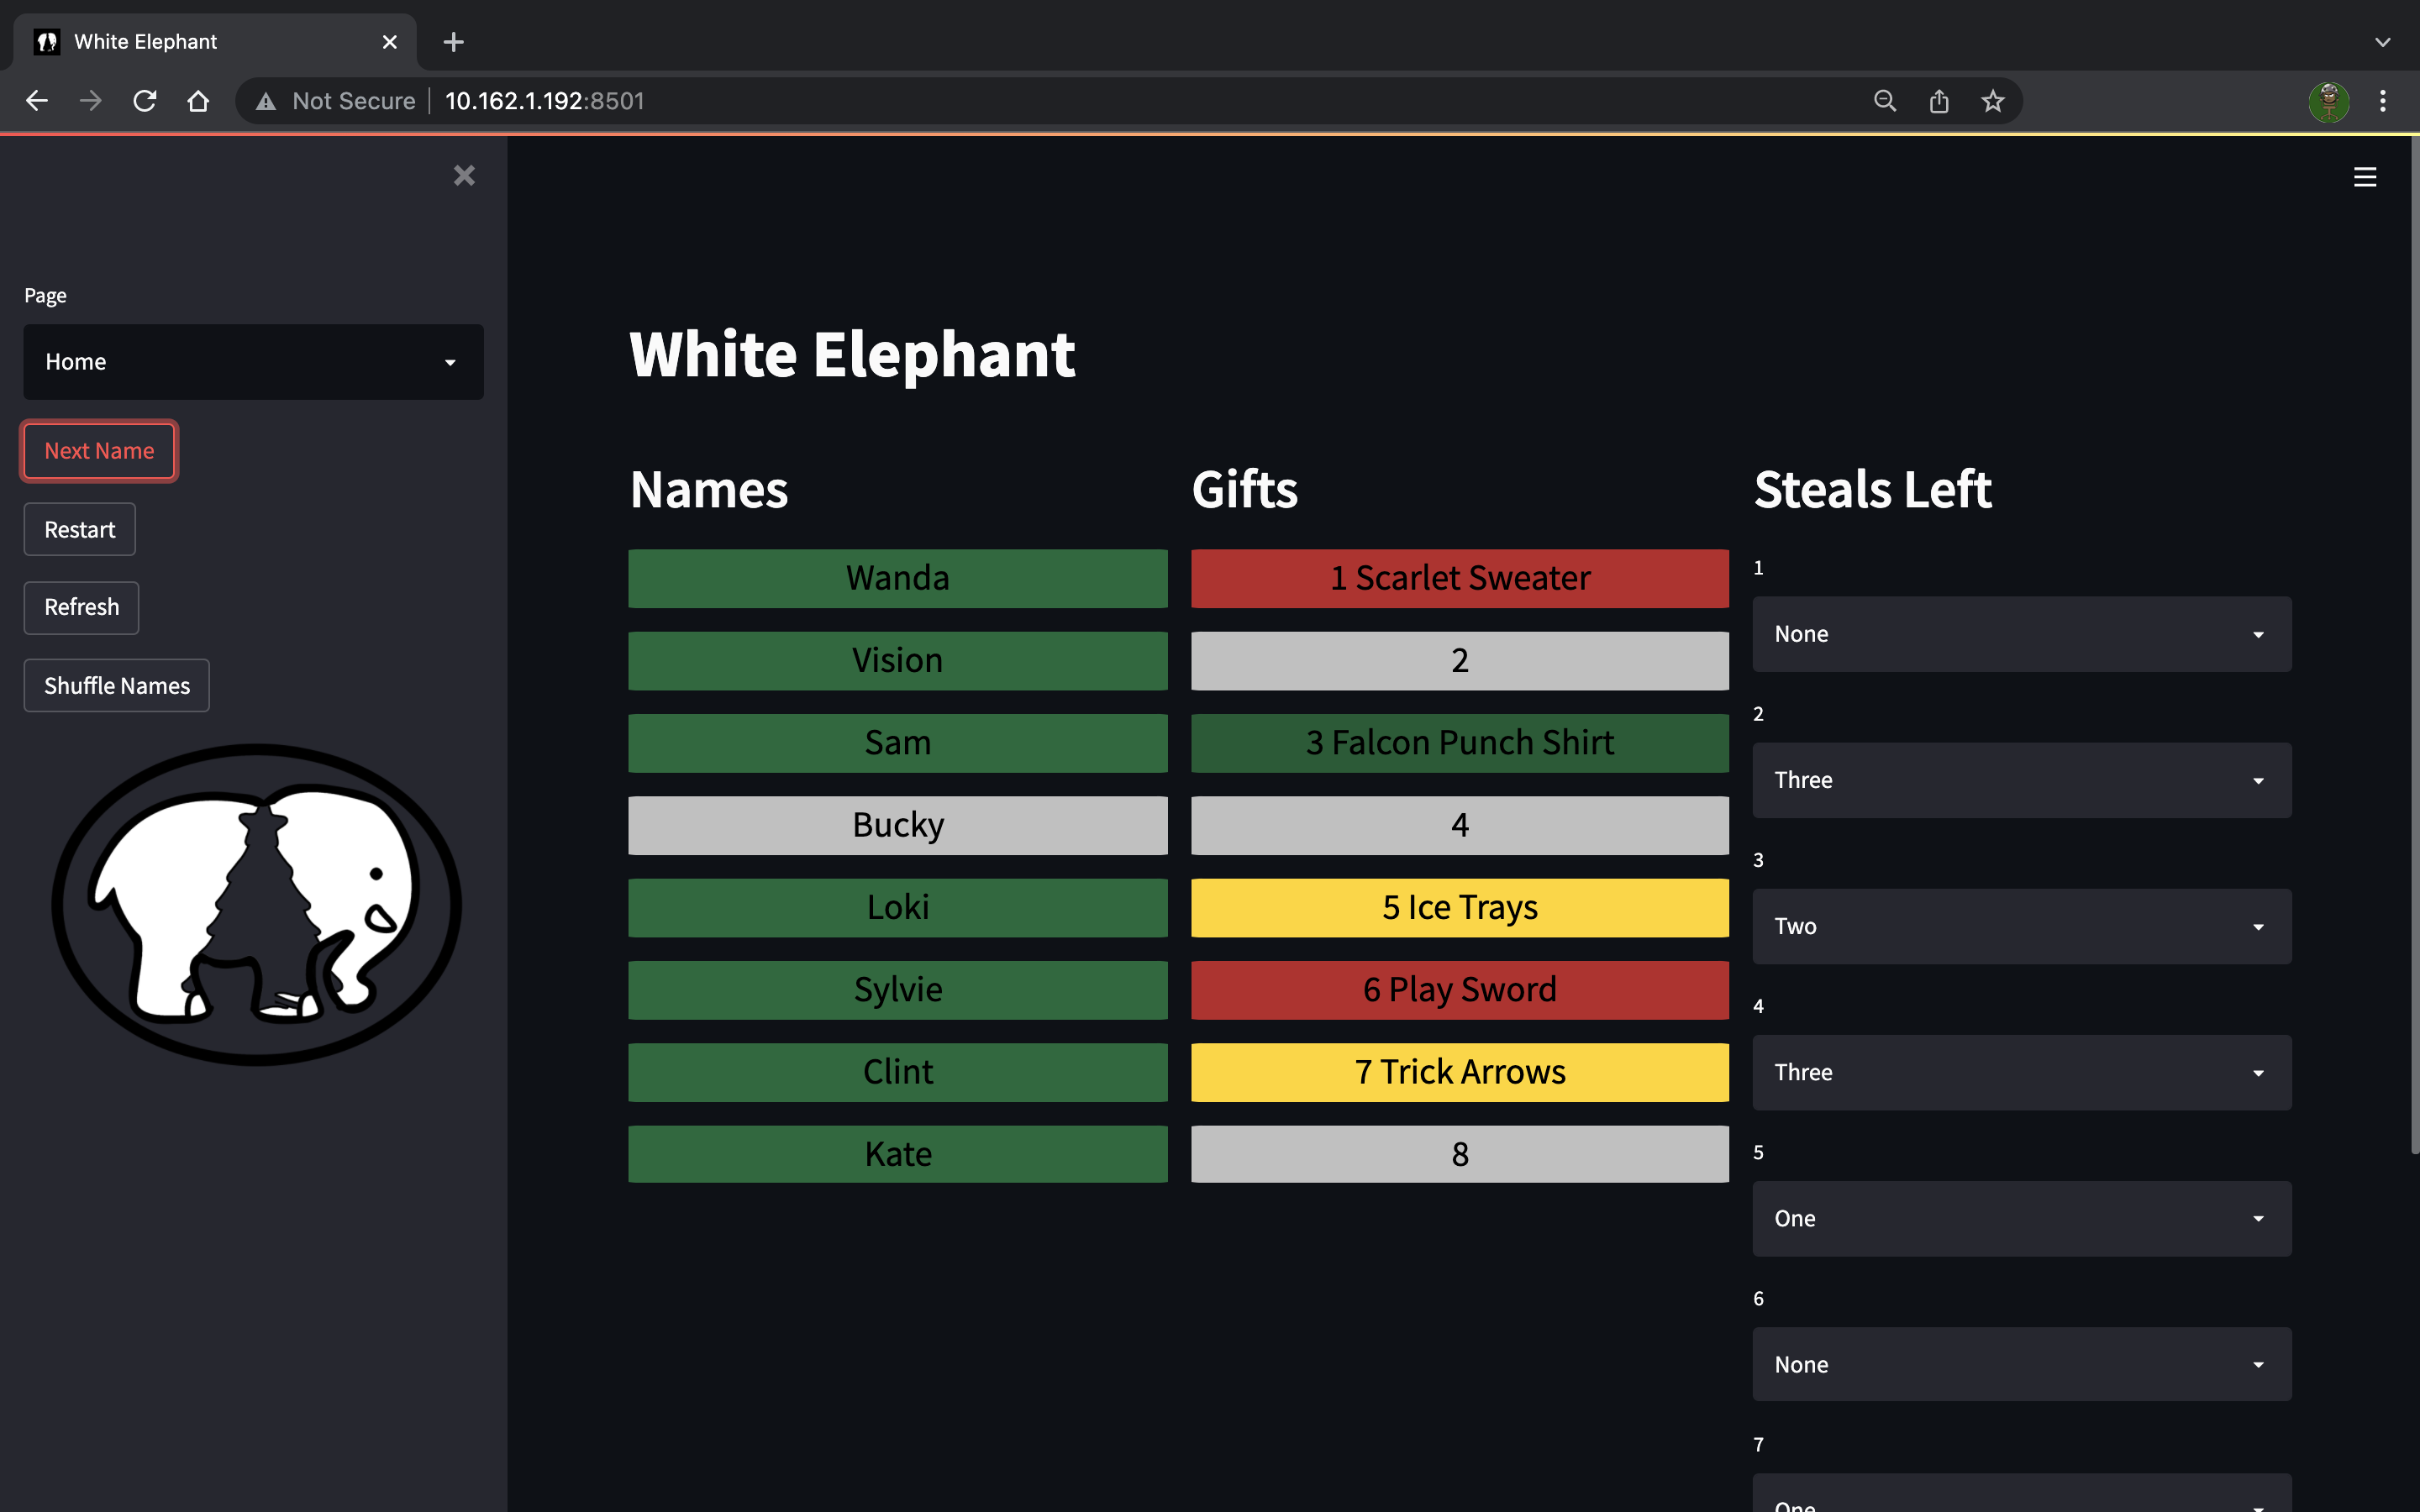 White Elephant
Not Secure
10.162.1.192:8501
Page
Home
Next Name
Restart
Refresh
Shuffle Names
White Elephant
Names
Wanda
Vision
Sam
Bucky
Loki
Sylvie
Clint
Kate
Gifts
1 Scarlet Sweater
2
3 Falcon Punch Shirt
4
5 Ice Trays
6 Play Sword
7 Trick Arrows
8
Steals Left
1
None
2
Three
3
Two
4
Three
5
One
6
None
7
One